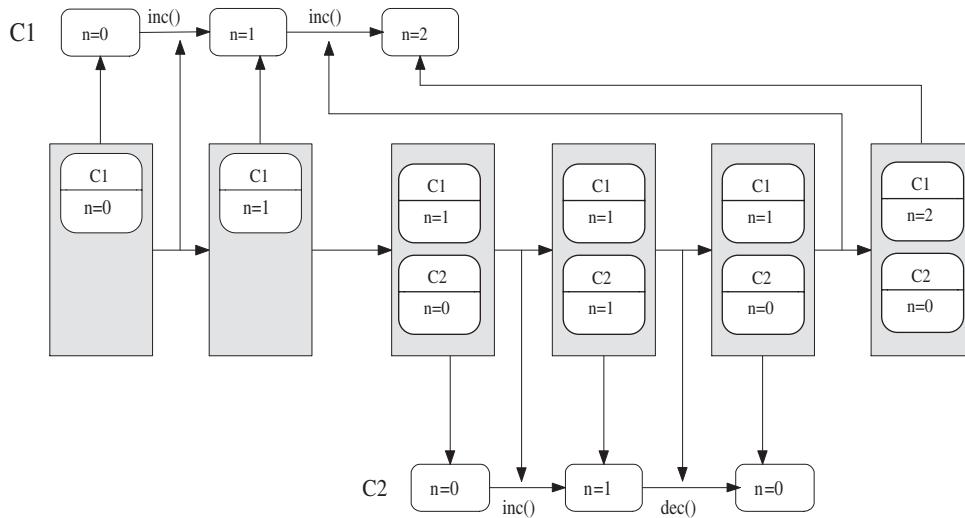 C1 n=0 inc() n=1 inc() n=2
C1 C1 C1 C1 C1 C1
n=0 n=1 n=1 n=1 n=1 n=2
C2 C2 C2 C2
n=0 n=1 n=0 n=0
C2 n=0 inc() n=1 dec() n=0